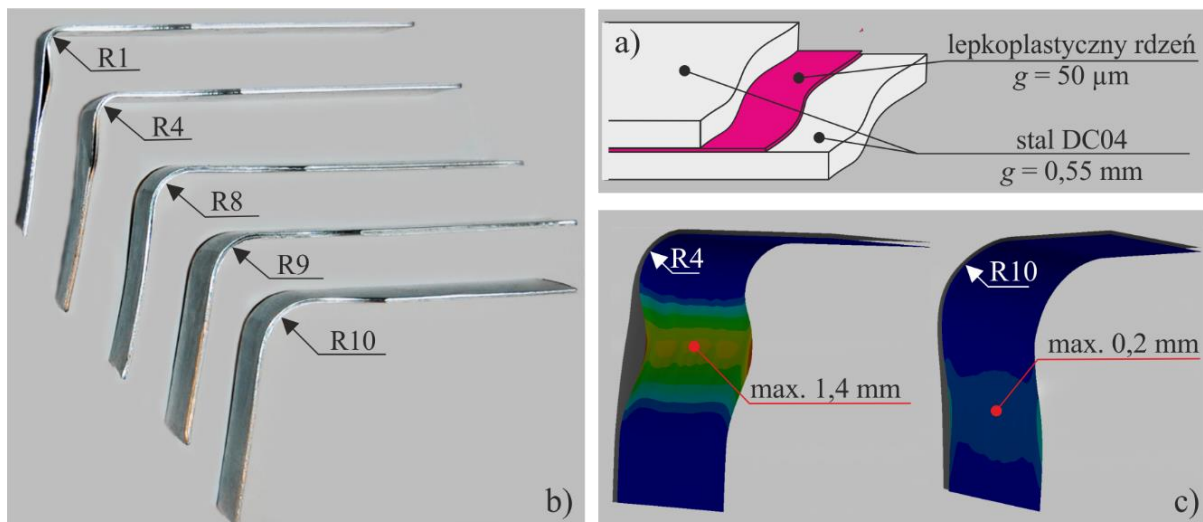 R1
R4
R8
R9
R10
b)
a)
lepkoplastyczny rdzeń
g = 50 µm
stal DC04
g = 0,55 mm
R4
R10
max. 0,2 mm
max. 1,4 mm
c)